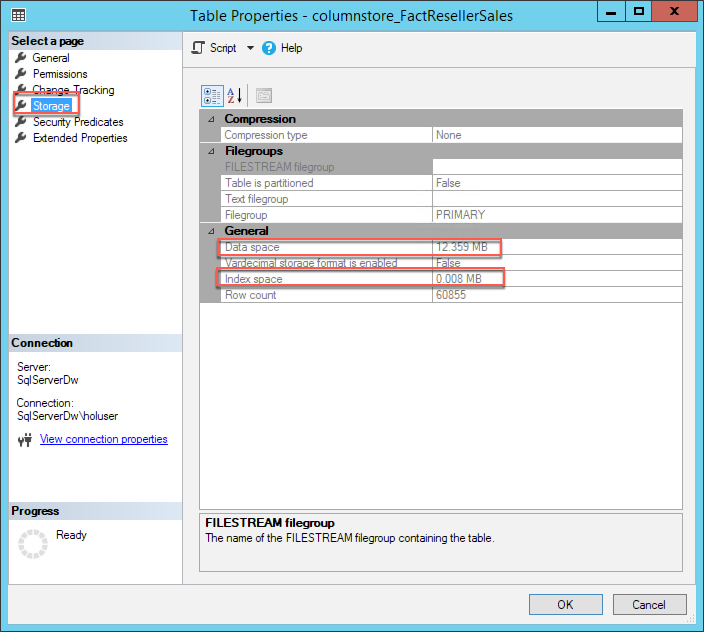 Table Properties - columnstore_FactResellerSales
Select a page
General
Permissions
Change Tracking
Storage
Security Predicates
Extended Properties
Script
Help
Compression
Compression type None
Filegroups
FILESTREAM filegroup
Table is partitioned False
Text filegroup
Filegroup PRIMARY
General
Data space 12.359 MB
Vardecimal storage format is enabled False
Index space 0.008 MB
Row count 60855
Connection
Server:
SqlServerDw
Connection:
SqlServerDw\holuser
View connection properties
Progress
Ready
FILESTREAM filegroup
The name of the FILESTREAM filegroup containing the table.
OK
Cancel